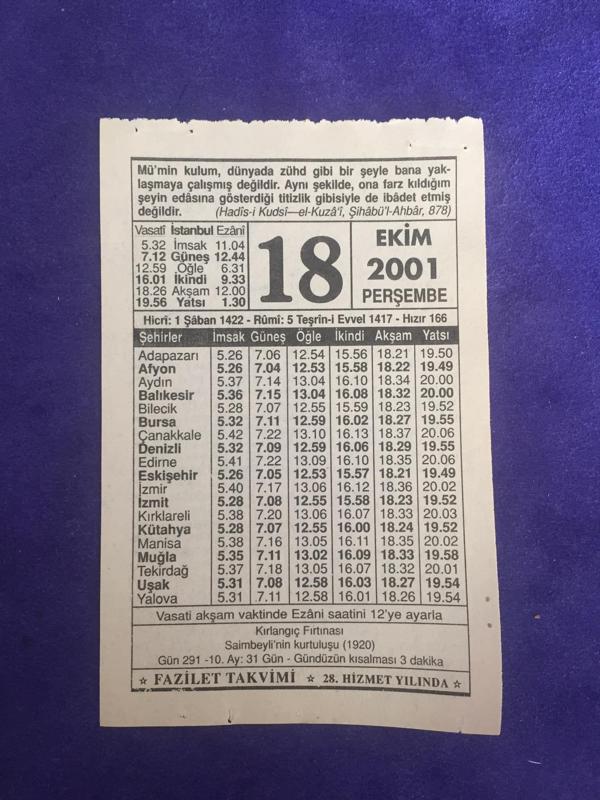 Mü'min kulum, dünyada zühd gibi bir şeyle bana yak-
laşmaya çalışmış değildir. Aynı şekilde, ona farz kıldığım
şeyin edâsına gösterdiği titizlik gibisiyle de ibâdet etmiş
değildir. (Hadîs-i Kudsî—el-Kuzâ'î, Şihâbü'l-Ahbâr, 878)
Vasatî İstanbul Ezânî
5.32 İmsak 11.04
7.12 Güneş 12.44
12.59 Öğle 6.31
16.01 İkindi 9.33
18.26 Akşam 12.00
19.56 Yatsı 1.30
18
EKİM
2001
PERŞEMBE
Hicrî: 1 Şâban 1422 - Rûmî: 5 Teşrîn-i Evvel 1417 - Hızır 166
Şehirler İmsak Güneş Öğle İkindi Akşam Yatsı
Adapazarı 5.26 7.06 12.54 15.56 18.21 19.50
Afyon 5.26 7.04 12.53 15.58 18.22 19.49
Aydın 5.37 7.14 13.04 16.10 18.34 20.00
Balıkesir 5.36 7.15 13.04 16.08 18.32 20.00
Bilecik 5.28 7.07 12.55 15.59 18.23 19.52
Bursa 5.32 7.11 12.59 16.02 18.27 19.55
Çanakkale 5.42 7.22 13.10 16.13 18.37 20.06
Denizli 5.32 7.09 12.59 16.06 18.29 19.55
Edirne 5.41 7.22 13.09 16.10 18.35 20.06
Eskişehir 5.26 7.05 12.53 15.57 18.21 19.49
İzmir 5.40 7.17 13.06 16.12 18.36 20.02
İzmit 5.28 7.08 12.55 15.58 18.23 19.52
Kırklareli 5.38 7.20 13.06 16.07 18.33 20.03
Kütahya 5.28 7.07 12.55 16.00 18.24 19.52
Manisa 5.38 7.16 13.05 16.11 18.35 20.02
Muğla 5.35 7.11 13.02 16.09 18.33 19.58
Tekirdağ 5.37 7.18 13.05 16.07 18.32 20.01
Uşak 5.31 7.08 12.58 16.03 18.27 19.54
Yalova 5.31 7.11 12.58 16.01 18.26 19.54
Vasati akşam vaktinde Ezâni saatini 12'ye ayarla
Kırlangıç Fırtınası
Saimbeyli'nin kurtuluşu (1920)
Gün 291 -10. Ay: 31 Gün - Gündüzün kısalması 3 dakika
☆ FAZİLET TAKVİMİ ☆ 28. HİZMET YILINDA ☆